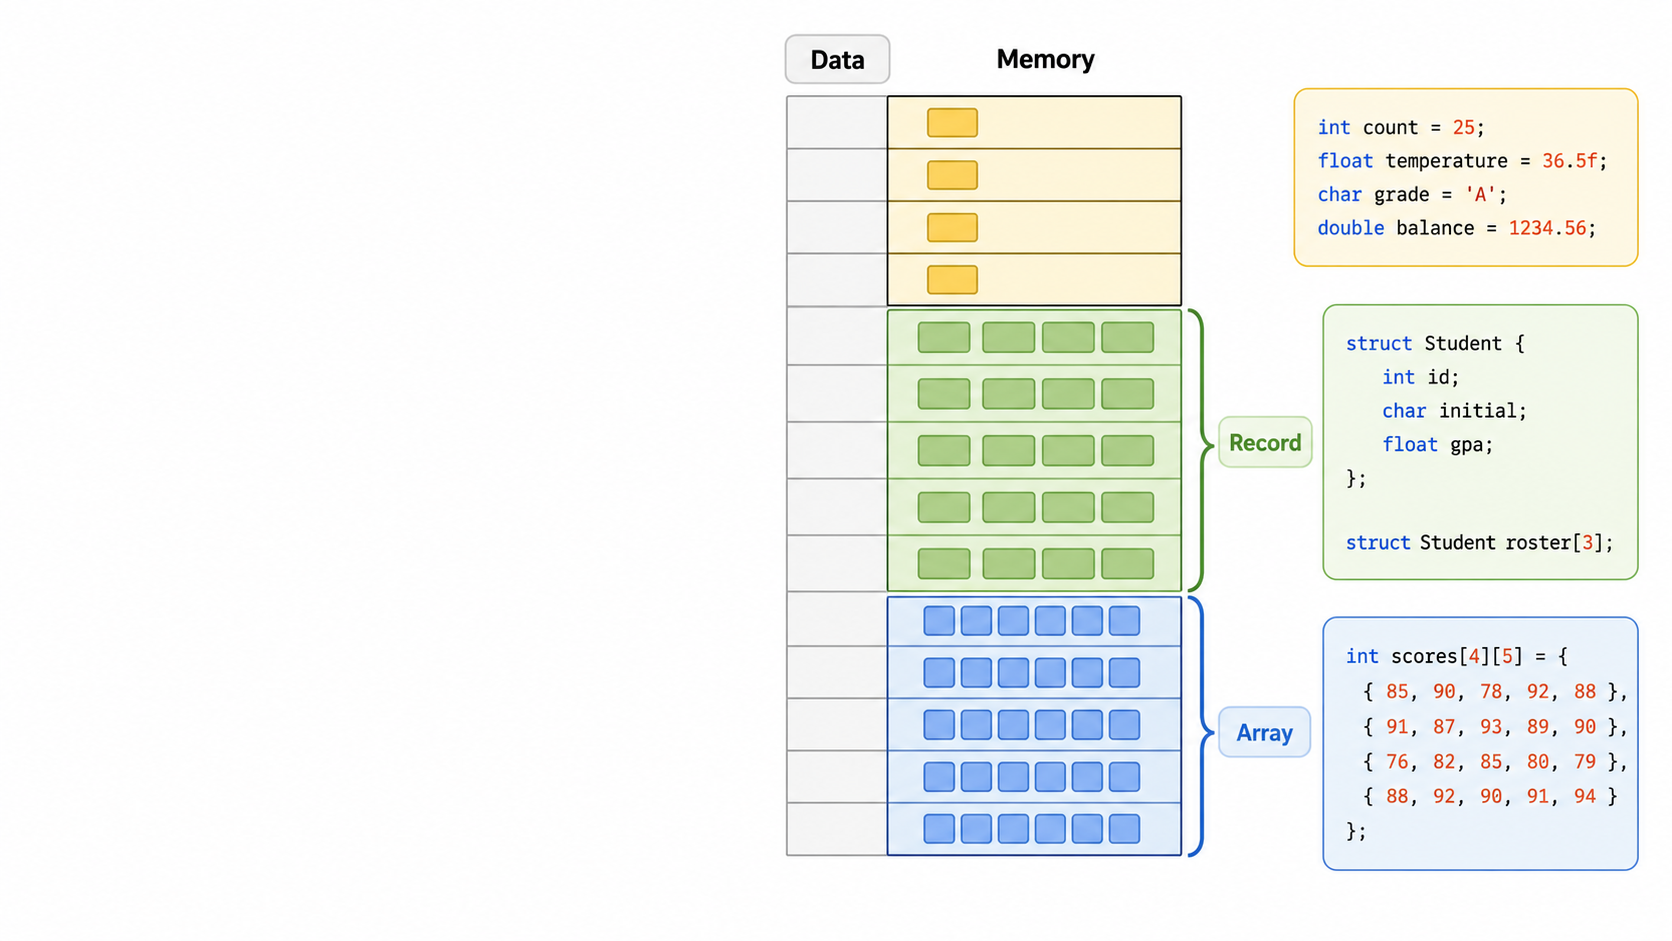 Data
Memory
int count = 25;
float temperature = 36.5f;
char grade = 'A';
double balance = 1234.56;
Record
struct Student {
int id;
char initial;
float gpa;
};
struct Student roster[3];
Array
int scores[4][5] = {
{ 85, 90, 78, 92, 88 },
{ 91, 87, 93, 89, 90 },
{ 76, 82, 85, 80, 79 },
{ 88, 92, 90, 91, 94 }
};